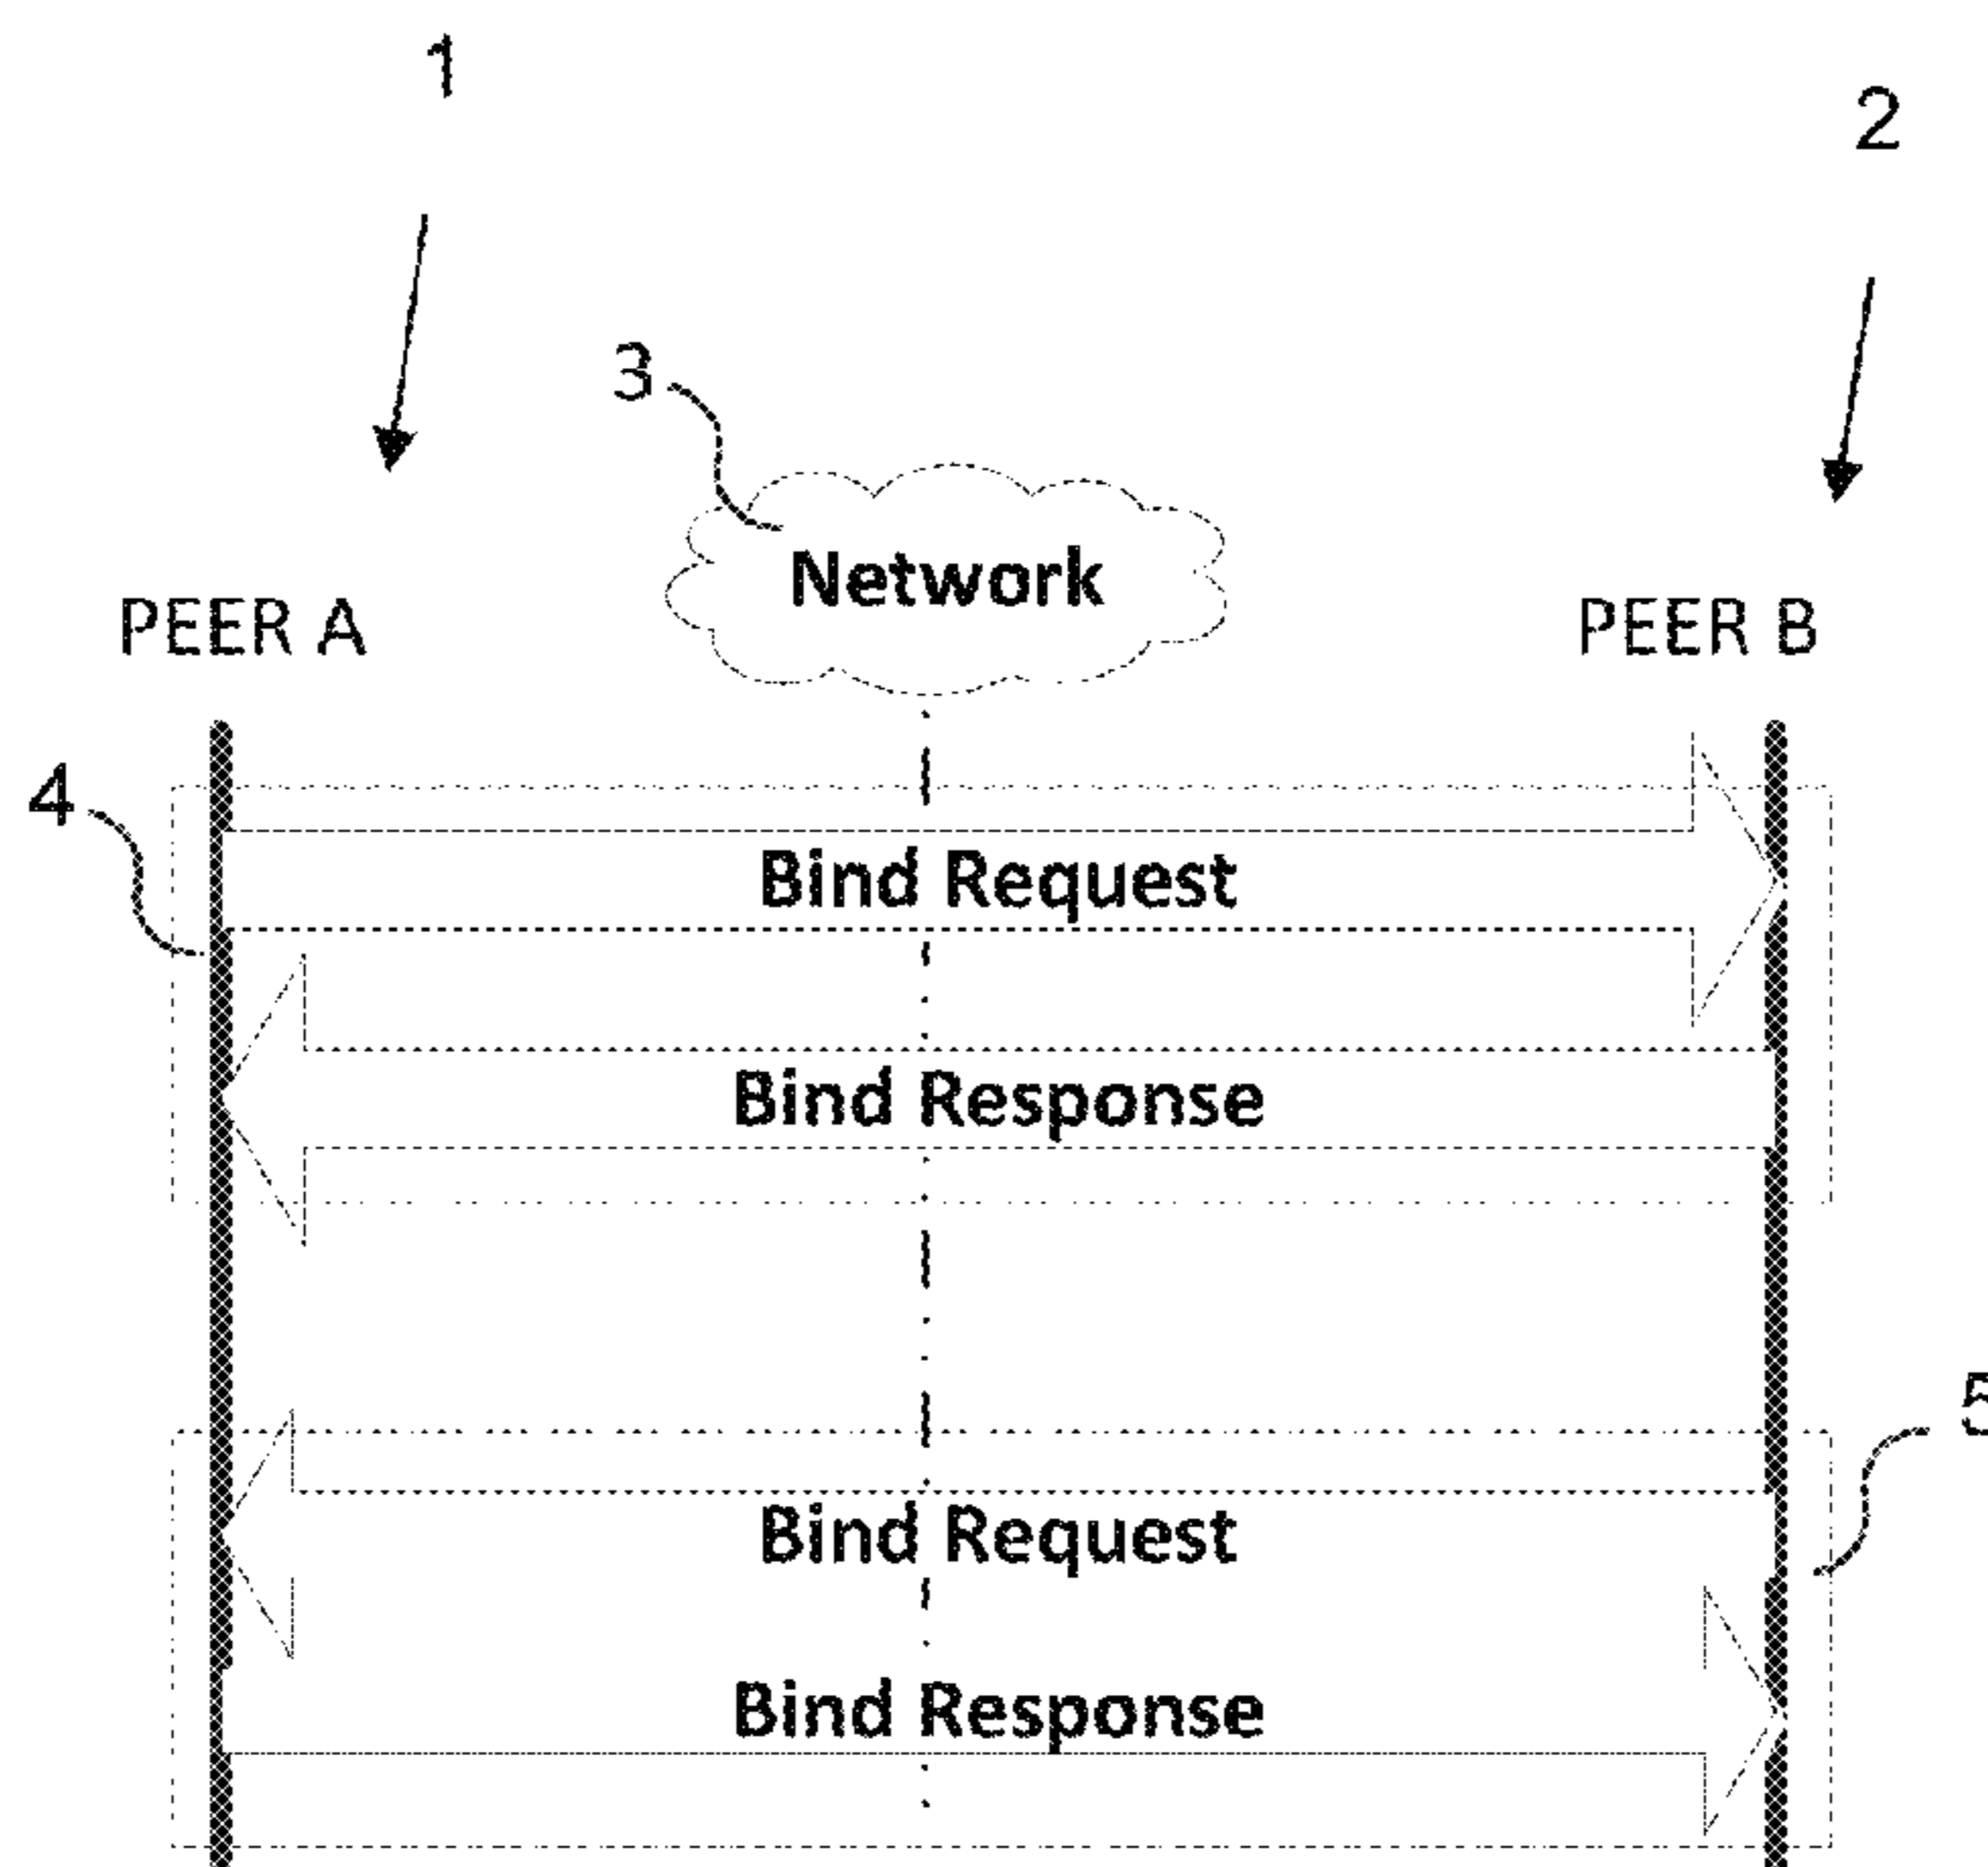 1
2
3
Network
PEER A
PEER B
4
Bind Request
Bind Response
5
Bind Request
Bind Response